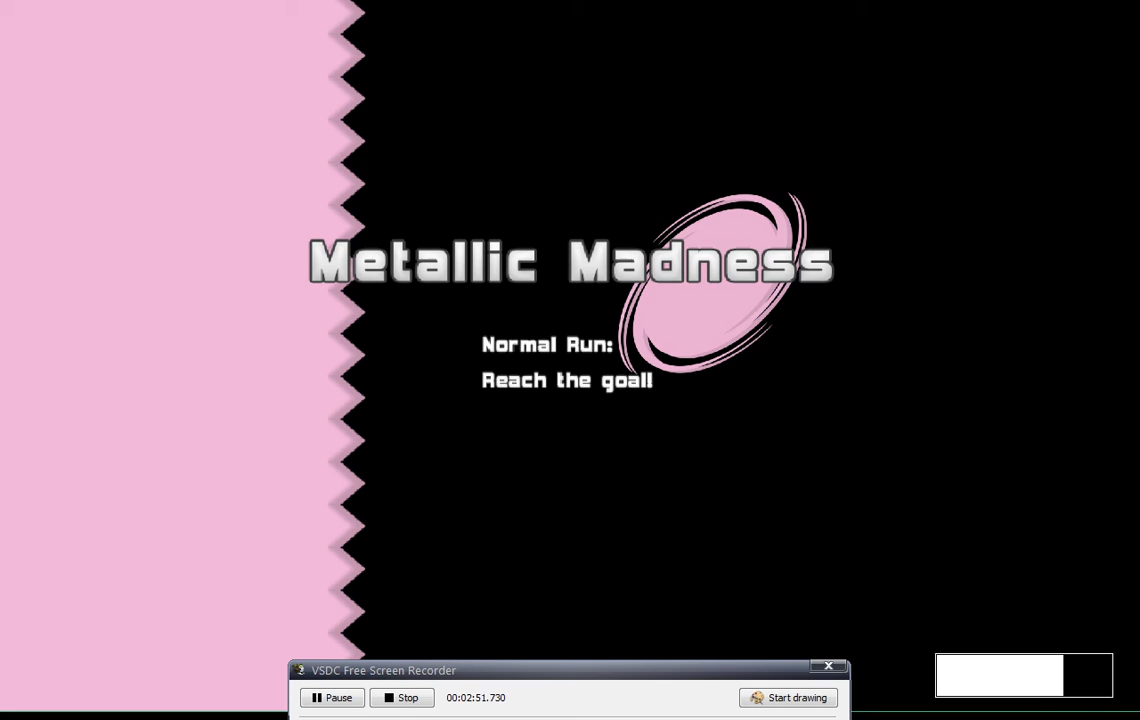 Metallic Madness
Normal Run:
Reach the goal!
VSDC Free Screen Recorder
X
Pause
Stop
00:02:51.730
Start drawing